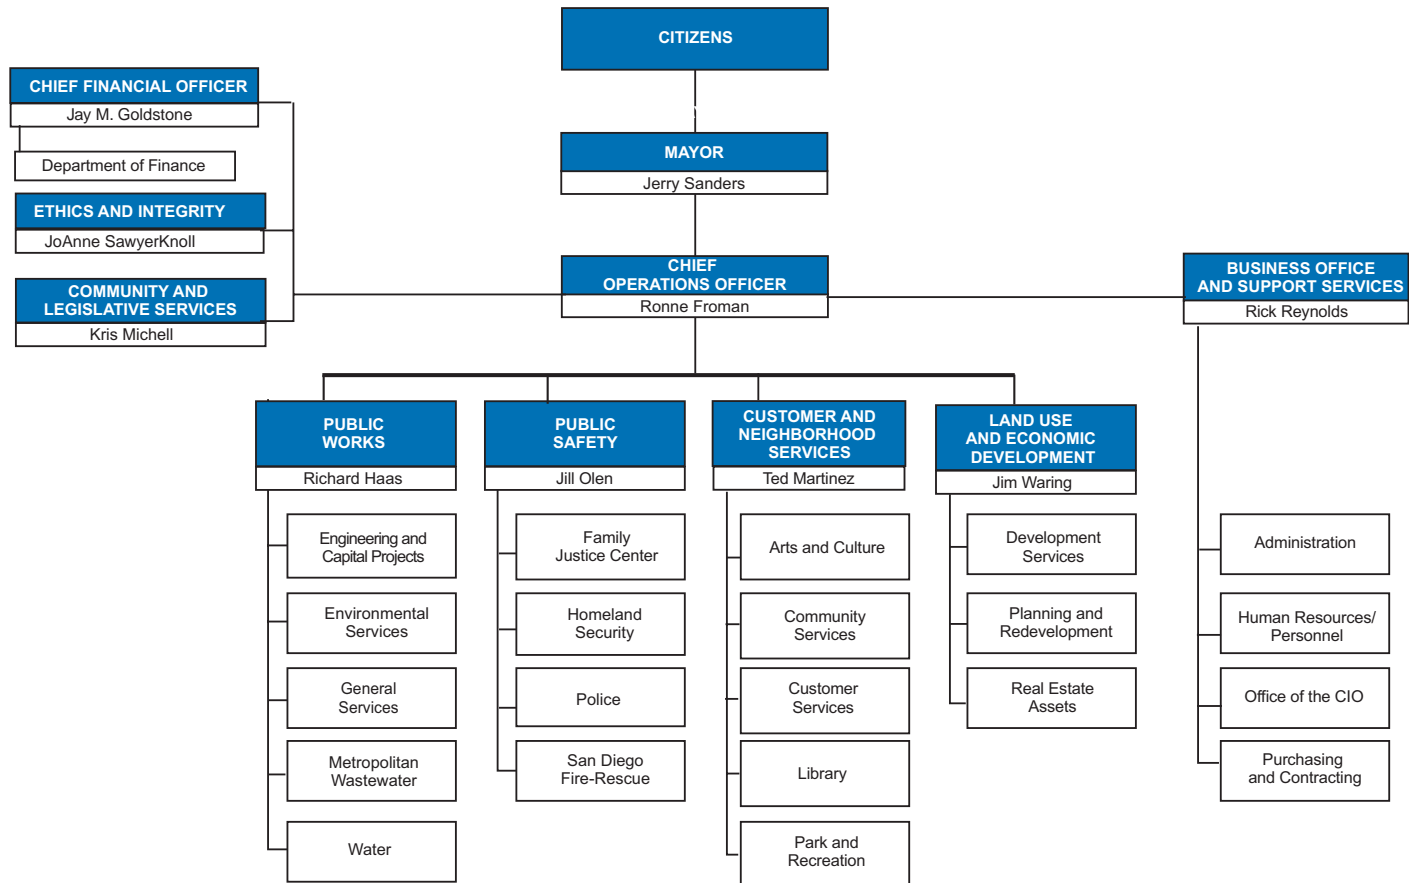 CITIZENS
CHIEF FINANCIAL OFFICER
Jay M. Goldstone
Department of Finance
MAYOR
Jerry Sanders
ETHICS AND INTEGRITY
JoAnne SawyerKnoll
COMMUNITY AND
LEGISLATIVE SERVICES
Kris Michell
CHIEF
OPERATIONS OFFICER
Ronne Froman
BUSINESS OFFICE
AND SUPPORT SERVICES
Rick Reynolds
PUBLIC
WORKS
Richard Haas
Engineering and
Capital Projects
Environmental
Services
General
Services
Metropolitan
Wastewater
Water
PUBLIC
SAFETY
Jill Olen
Family
Justice Center
Homeland
Security
Police
San Diego
Fire-Rescue
CUSTOMER AND
NEIGHBORHOOD
SERVICES
Ted Martinez
Arts and Culture
Community
Services
Customer
Services
Library
Park and
Recreation
LAND USE
AND ECONOMIC
DEVELOPMENT
Jim Waring
Development
Services
Planning and
Redevelopment
Real Estate
Assets
Administration
Human Resources/
Personnel
Office of the CIO
Purchasing
and Contracting